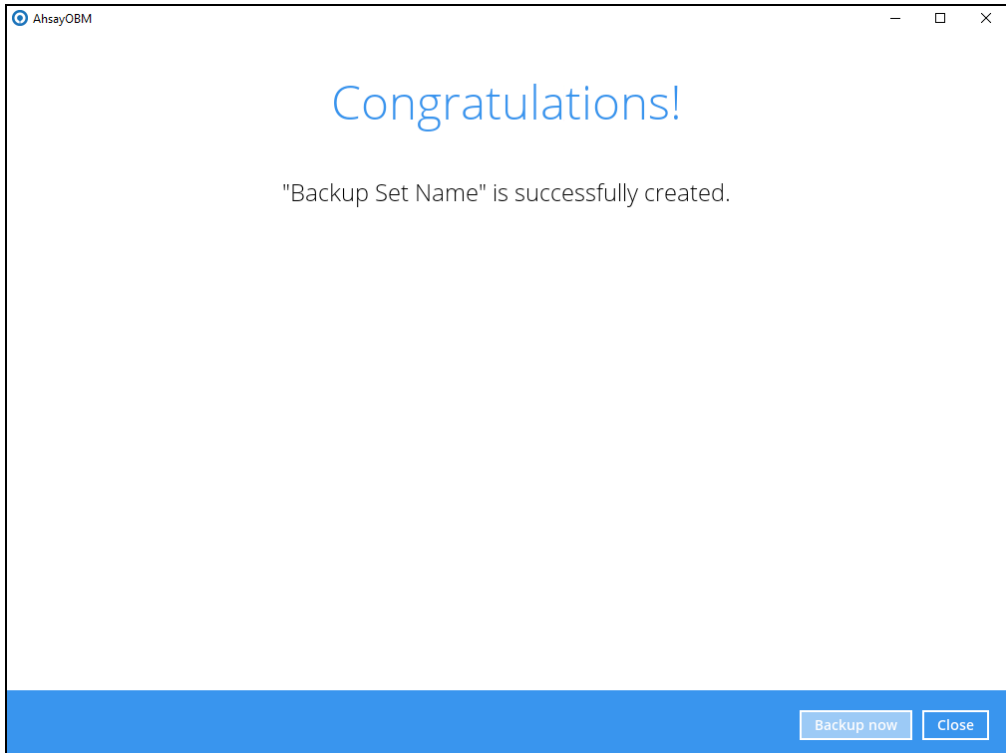 AhsayOBM
Congratulations!
"Backup Set Name" is successfully created.
Backup now
Close